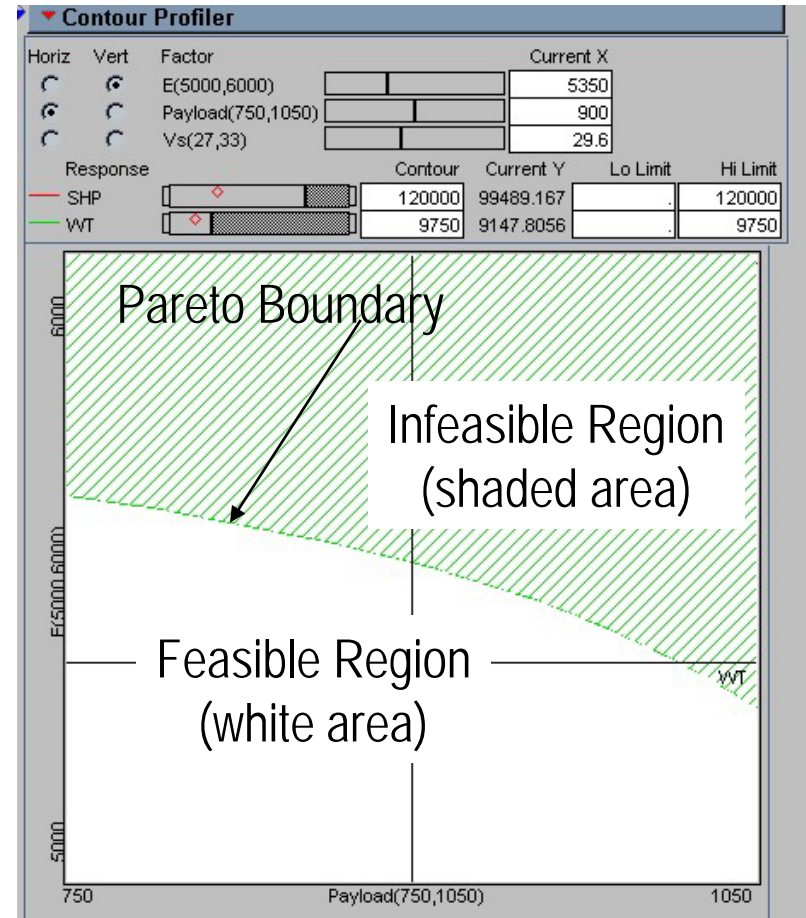 Contour Profiler
Horiz Vert Factor Current X
E(5000,6000) 5350
Payload(750,1050) 900
Vs(27,33) 29.6
Response Contour Current Y Lo Limit Hi Limit
SHP 120000 99489.167 . 120000
WT 9750 9147.8056 . 9750
Pareto Boundary
6000
Infeasible Region
(shaded area)
E(5000,6000)
Feasible Region
(white area)
WT
5000
750 Payload(750,1050) 1050